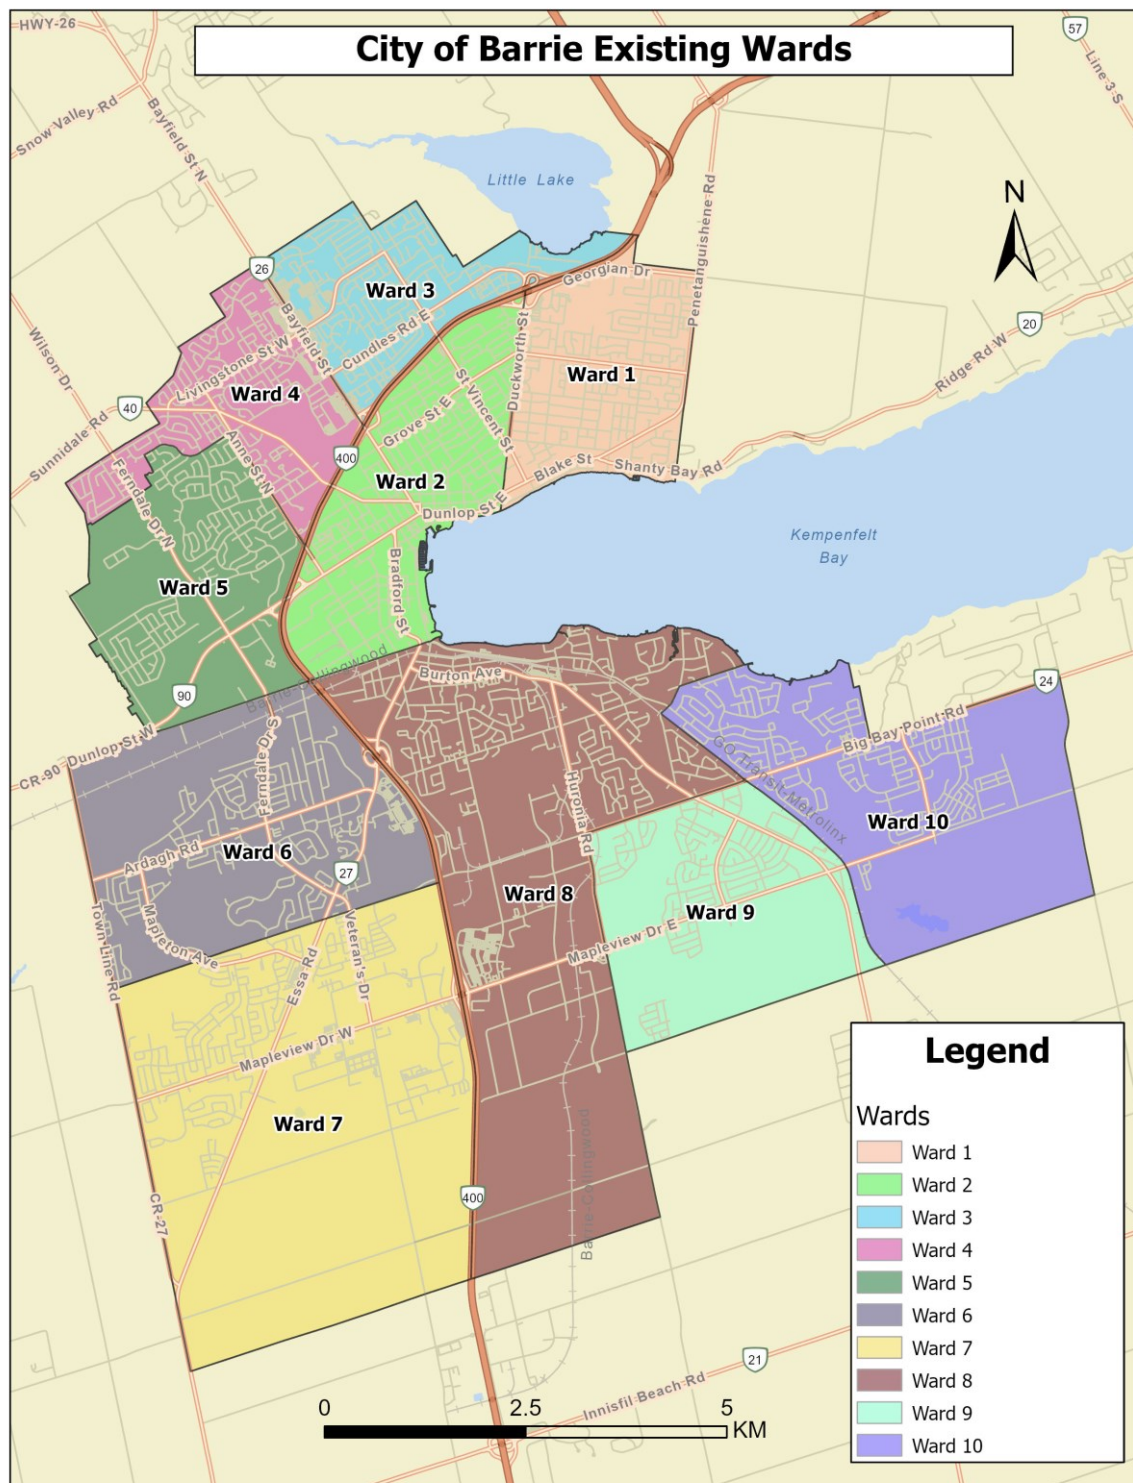 City of Barrie Existing Wards
HWY-26
57
Line 3 S
Snow Valley Rd
Bayfield St N
Penetanguishene Rd
Little Lake
N
26
Georgian Dr
Ward 3
20
Wilson Dr
Bayfield St
Cundles Rd E
Duckworth St
Ridge Rd W
Livingstone St W
Ward 4
Ward 1
40
St Vincent St
Grove St E
Sunnidale Rd
Anne St N
400
Blake St
Shanty Bay Rd
Ferndale Dr N
Ward 2
Dunlop St E
Kempenfelt
Bay
Ward 5
Bradford St
Burton Ave
24
90
CR-90 Dunlop St W
Ferndale Dr S
Big Bay Point Rd
GO Transit-Metrolinx
Huronia Rd
Ward 10
Ardagh Rd
Ward 6
27
Ward 8
Ward 9
Town Line Rd
Mapleton Ave
Veteran's Dr
Essa Rd
Mapleview Dr E
Mapleview Dr W
Ward 7
Barrie-Collingwood
CR-27
400
21
Innisfil Beach Rd
0
2.5
5
KM
Legend
Wards
Ward 1
Ward 2
Ward 3
Ward 4
Ward 5
Ward 6
Ward 7
Ward 8
Ward 9
Ward 10